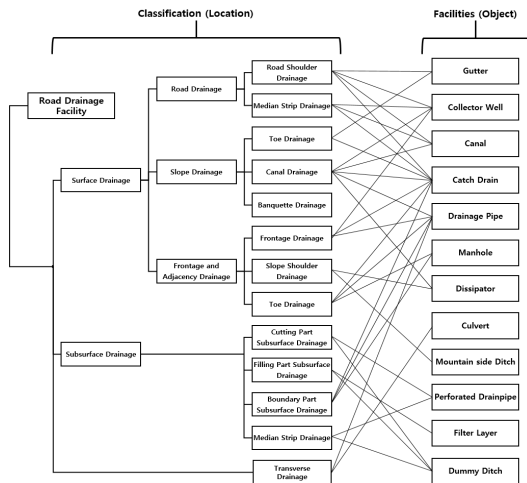 Classification (Location)
Facilities (Object)
Road Drainage
Facility
Surface Drainage
Subsurface Drainage
Road Drainage
Slope Drainage
Frontage and
Adjacency Drainage
Road Shoulder
Drainage
Median Strip Drainage
Toe Drainage
Canal Drainage
Banquette Drainage
Frontage Drainage
Slope Shoulder
Drainage
Toe Drainage
Cutting Part
Subsurface Drainage
Filling Part Subsurface
Drainage
Boundary Part
Subsurface Drainage
Median Strip Drainage
Transverse
Drainage
Gutter
Collector Well
Canal
Catch Drain
Drainage Pipe
Manhole
Dissipator
Culvert
Mountain side Ditch
Perforated Drainpipe
Filter Layer
Dummy Ditch